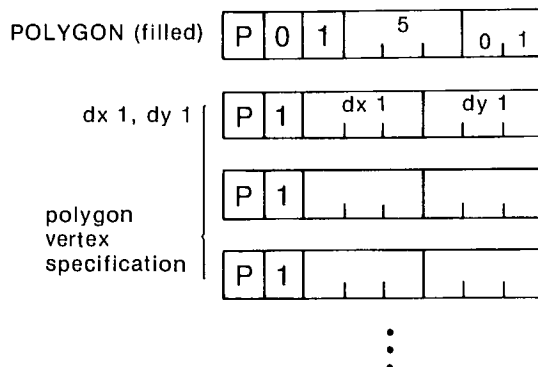 POLYGON (filled) P 0 1 5 0 1
dx 1, dy 1 P 1 dx 1 dy 1
P 1
polygon
vertex
specification P 1